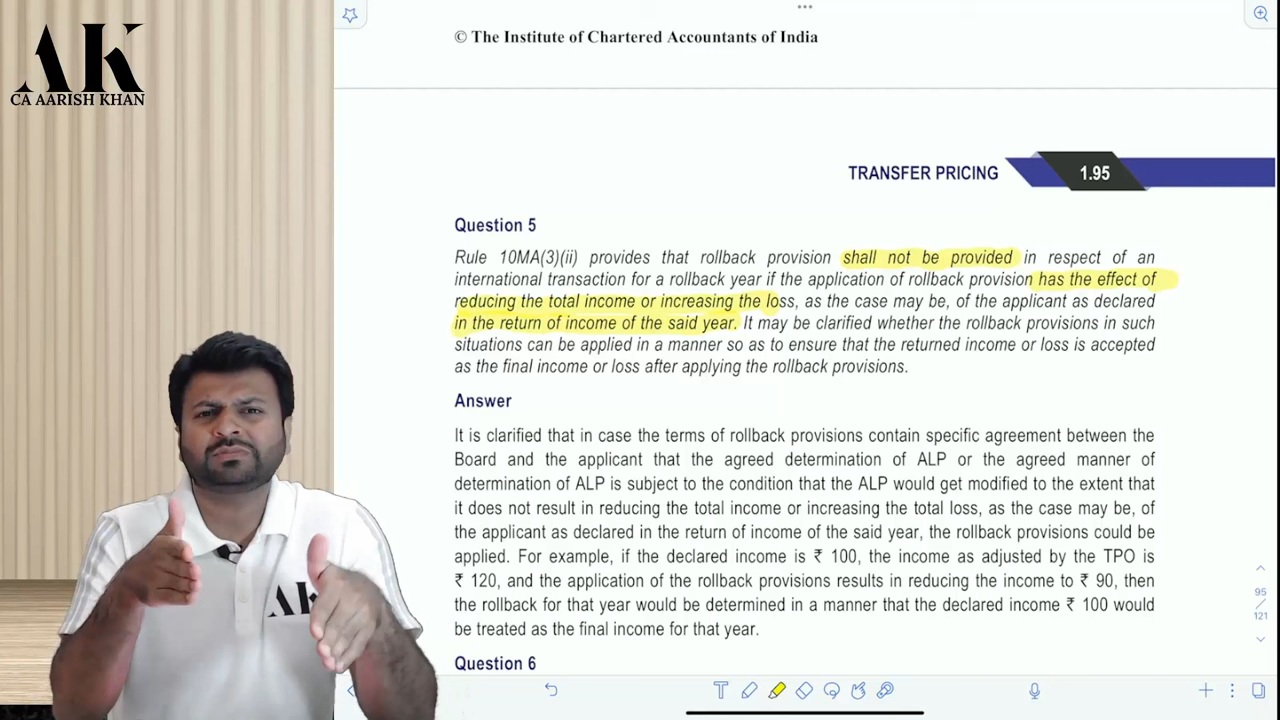 AK
CA AARISH KHAN
© The Institute of Chartered Accountants of India
TRANSFER PRICING
1.95
Question 5
Rule 10MA(3)(ii) provides that rollback provision shall not be provided in respect of an
international transaction for a rollback year if the application of rollback provision has the effect of
reducing the total income or increasing the loss, as the case may be, of the applicant as declared
in the return of income of the said year. It may be clarified whether the rollback provisions in such
situations can be applied in a manner so as to ensure that the returned income or loss is accepted
as the final income or loss after applying the rollback provisions.
Answer
It is clarified that in case the terms of rollback provisions contain specific agreement between the
Board and the applicant that the agreed determination of ALP or the agreed manner of
determination of ALP is subject to the condition that the ALP would get modified to the extent that
it does not result in reducing the total income or increasing the total loss, as the case may be, of
the applicant as declared in the return of income of the said year, the rollback provisions could be
applied. For example, if the declared income is ₹ 100, the income as adjusted by the TPO is
₹ 120, and the application of the rollback provisions results in reducing the income to ₹ 90, then
the rollback for that year would be determined in a manner that the declared income ₹ 100 would
be treated as the final income for that year.
Question 6
95
/
121
AK
T